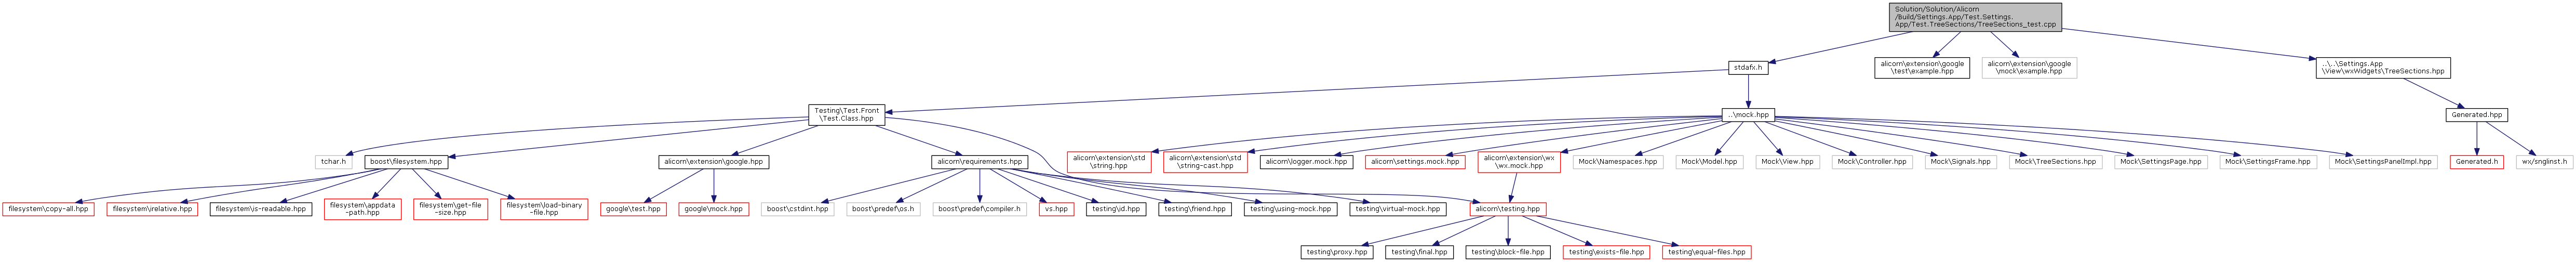 Solution/Solution/Alicorn
/Build/Settings.App/Test.Settings.
App/Test.TreeSections/TreeSections_test.cpp
stdafx.h
alicorn\extension\google
test\example.hpp
alicorn\extension\google
\mock\example.hpp
..\..\Settings.App
\View\wxWidgets\TreeSections.hpp
Testing\Test.Front
\Test.Class.hpp
..\mock.hpp
Generated.hpp
tchar.h
boost\filesystem.hpp
alicorn\extension\google.hpp
alicorn\requirements.hpp
alicorn\extension\std
\string.hpp
alicorn\extension\std
\string-cast.hpp
alicorn\logger.mock.hpp
alicorn\settings.mock.hpp
alicorn\extension\wx
\wx.mock.hpp
Mock\Namespaces.hpp
Mock\Model.hpp
Mock\View.hpp
Mock\Controller.hpp
Mock\Signals.hpp
Mock\TreeSections.hpp
Mock\SettingsPage.hpp
Mock\SettingsFrame.hpp
Mock\SettingsPanelImpl.hpp
Generated.h
wx/snglinst.h
filesystem\copy-all.hpp
filesystem\irelative.hpp
filesystem\is-readable.hpp
filesystem\appdata
-path.hpp
filesystem\get-file
-size.hpp
filesystem\load-binary
-file.hpp
google\test.hpp
google\mock.hpp
boost\cstdint.hpp
boost\predef\os.h
boost\predef\compiler.h
vs.hpp
testing\id.hpp
testing\friend.hpp
testing\using-mock.hpp
testing\virtual-mock.hpp
alicorn\testing.hpp
testing\proxy.hpp
testing\final.hpp
testing\block-file.hpp
testing\exists-file.hpp
testing\equal-files.hpp